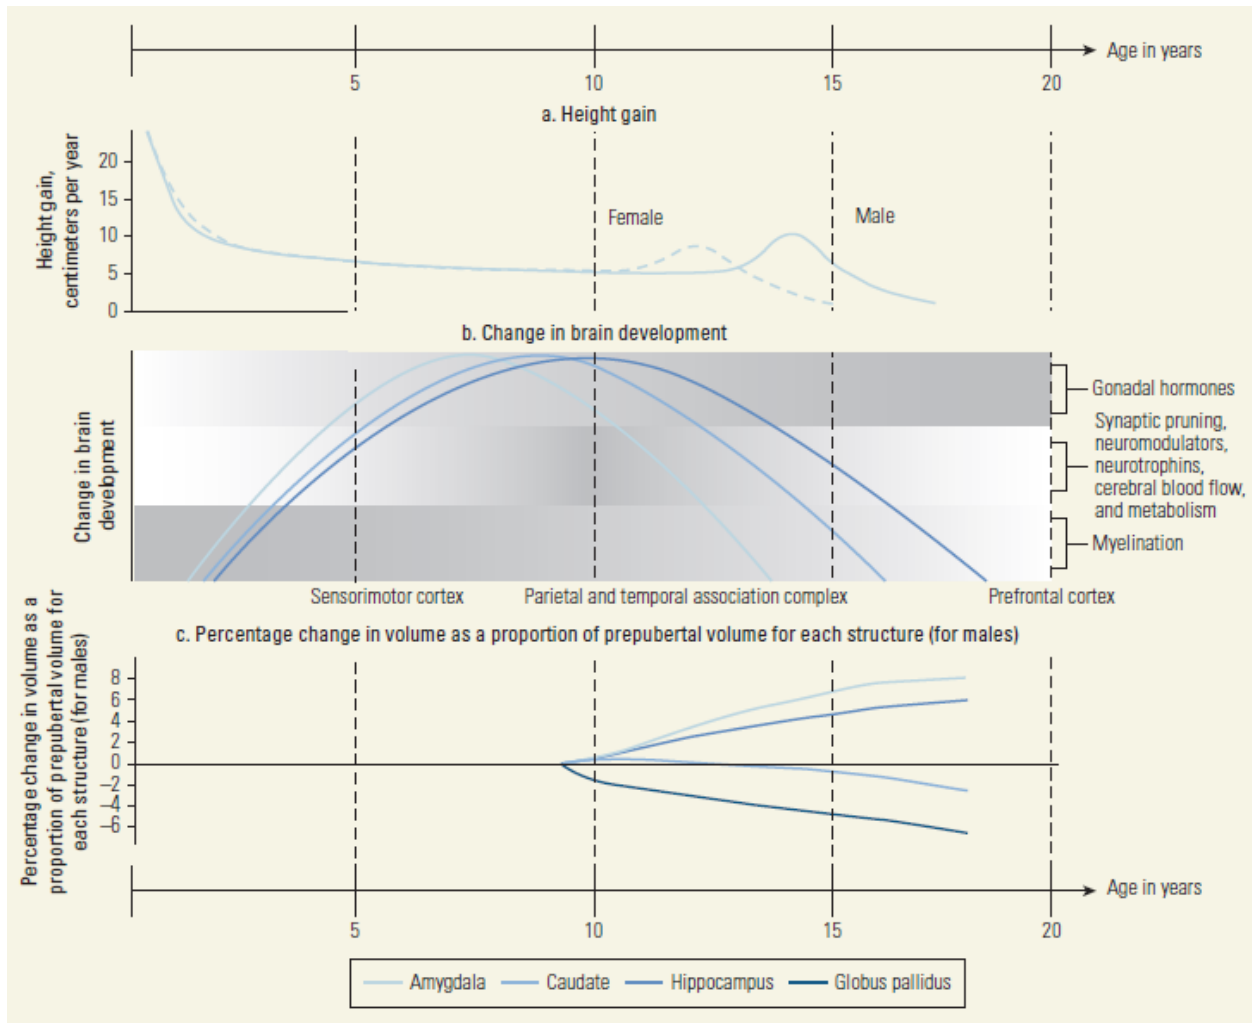 Age in years
5 10 15 20
a. Height gain
Height gain,
centimeters per year
20
15
10
5
0
Female
Male
b. Change in brain development
Change in brain
development
Gonadal hormones
Synaptic pruning,
neuromodulators,
neurotrophins,
cerebral blood flow,
and metabolism
Myelination
Sensorimotor cortex Parietal and temporal association complex Prefrontal cortex
c. Percentage change in volume as a proportion of prepubertal volume for each structure (for males)
Percentage change in volume as a
proportion of prepubertal volume for
each structure (for males)
8
6
4
2
0
–2
–4
–6
Age in years
5 10 15 20
Amygdala Caudate Hippocampus Globus pallidus